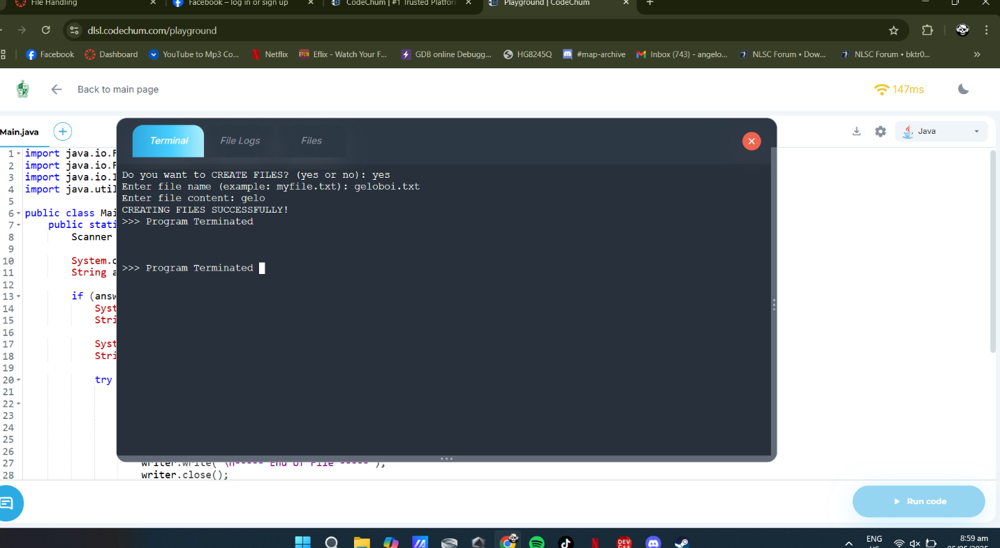 File Handling
Facebook – log in or sign up
CodeChum | #1 Trusted Platfor
Playground | CodeChum
dlsl.codechum.com/playground
Facebook
Dashboard
YouTube to Mp3 Co...
Netflix
Eflix - Watch Your F...
GDB online Debugg...
HG8245Q
#map-archive
Inbox (743) - angelo...
NLSC Forum • Dow...
NLSC Forum • bktr0...
Back to main page
147ms
Main.java
Terminal
File Logs
Files
Java
1 import java.io.F
2 import java.io.F
3 import java.io.I
4 import java.util
5
6 public class Mai
7 public stati
8 Scanner
9
10 System.o
11 String a
12
13 if (answ
14 Syst
15 Stri
16
17 Syst
18 Stri
19
20 try
21
22
23
24
25
26
27 writer.write("\n----- End of File -----");
28 writer.close();
Do you want to CREATE FILES? (yes or no): yes
Enter file name (example: myfile.txt): geloboi.txt
Enter file content: gelo
CREATING FILES SUCCESSFULLY!
>>> Program Terminated
>>> Program Terminated
Run code
DEV
C++
ENG
8:59 am